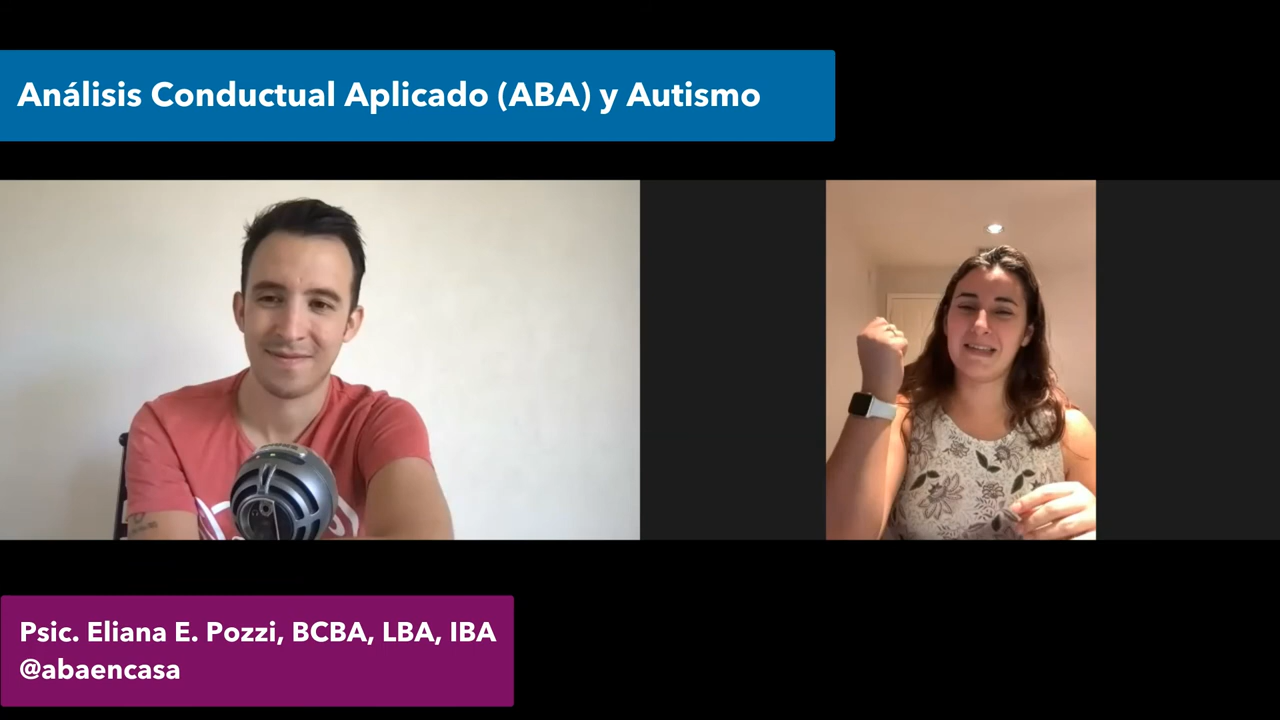 Análisis Conductual Aplicado (ABA) y Autismo
Psic. Eliana E. Pozzi, BCBA, LBA, IBA
@abaencasa